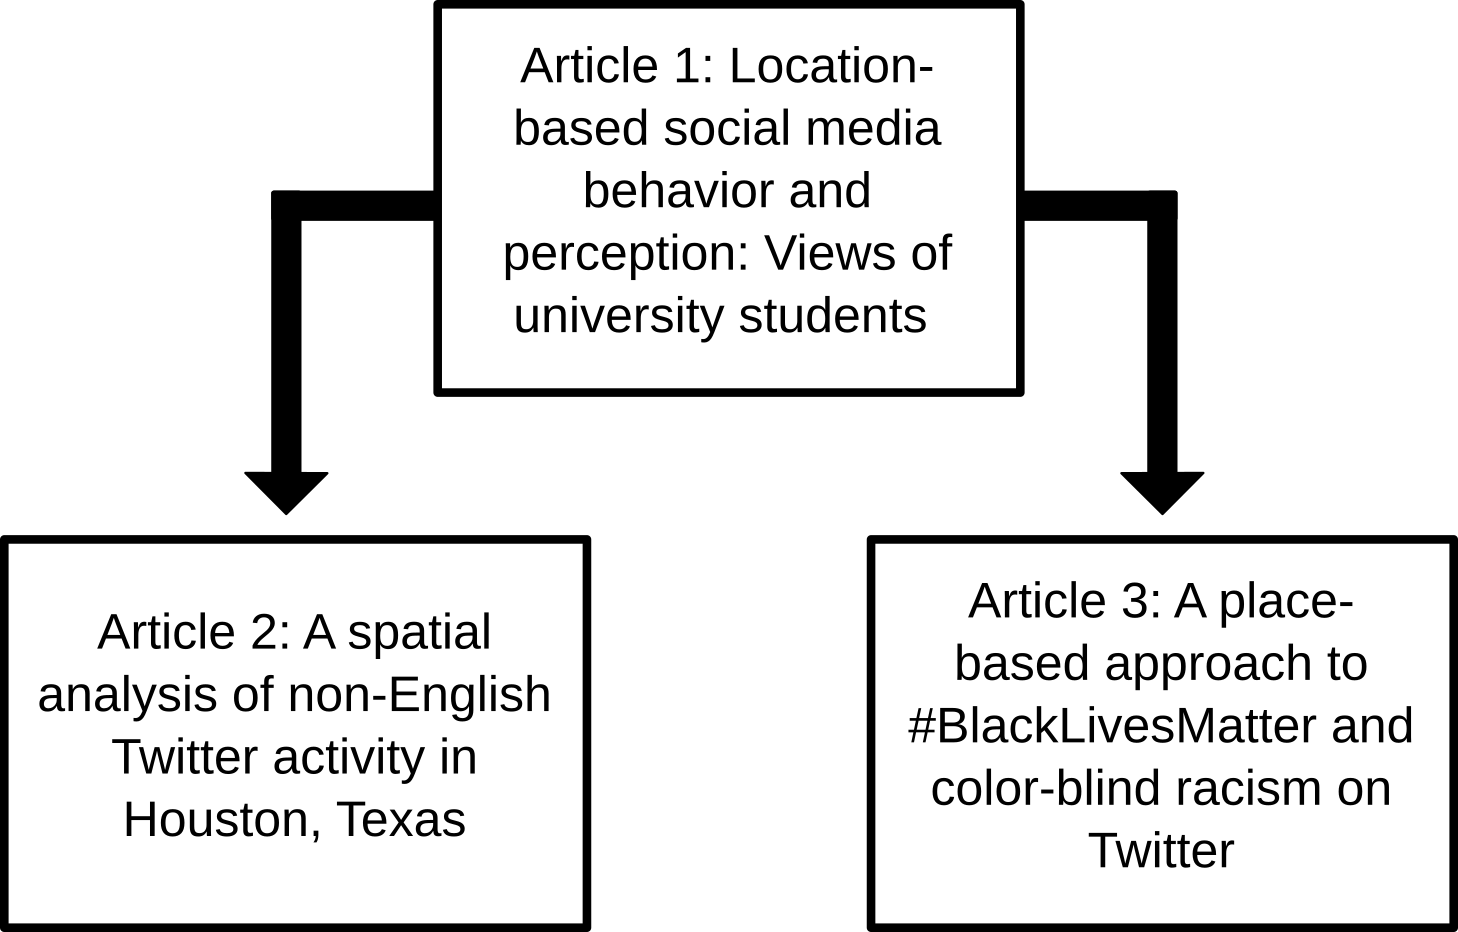 Article 1: Location-
based social media
behavior and
perception: Views of
university students
Article 2: A spatial
analysis of non-English
Twitter activity in
Houston, Texas
Article 3: A place-
based approach to
#BlackLivesMatter and
color-blind racism on
Twitter